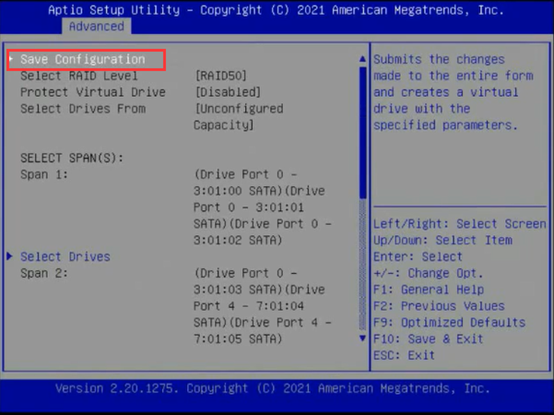 Aptio Setup Utility - Copyright (C) 2021 American Megatrends, Inc.
Advanced
Save Configuration
Select RAID Level [RAID50]
Protect Virtual Drive [Disabled]
Select Drives From [Unconfigured
Capacity]
SELECT SPAN(S):
Span 1: (Drive Port 0 -
3:01:00 SATA)(Drive
Port 0 - 3:01:01
SATA)(Drive Port 0 -
3:01:02 SATA)
Select Drives
Span 2: (Drive Port 0 -
3:01:03 SATA)(Drive
Port 4 - 7:01:04
SATA)(Drive Port 4 -
7:01:05 SATA)
Submits the changes
made to the entire form
and creates a virtual
drive with the
specified parameters.
Left/Right: Select Screen
Up/Down: Select Item
Enter: Select
+/-: Change Opt.
F1: General Help
F2: Previous Values
F9: Optimized Defaults
F10: Save & Exit
ESC: Exit
Version 2.20.1275. Copyright (C) 2021 American Megatrends, Inc.